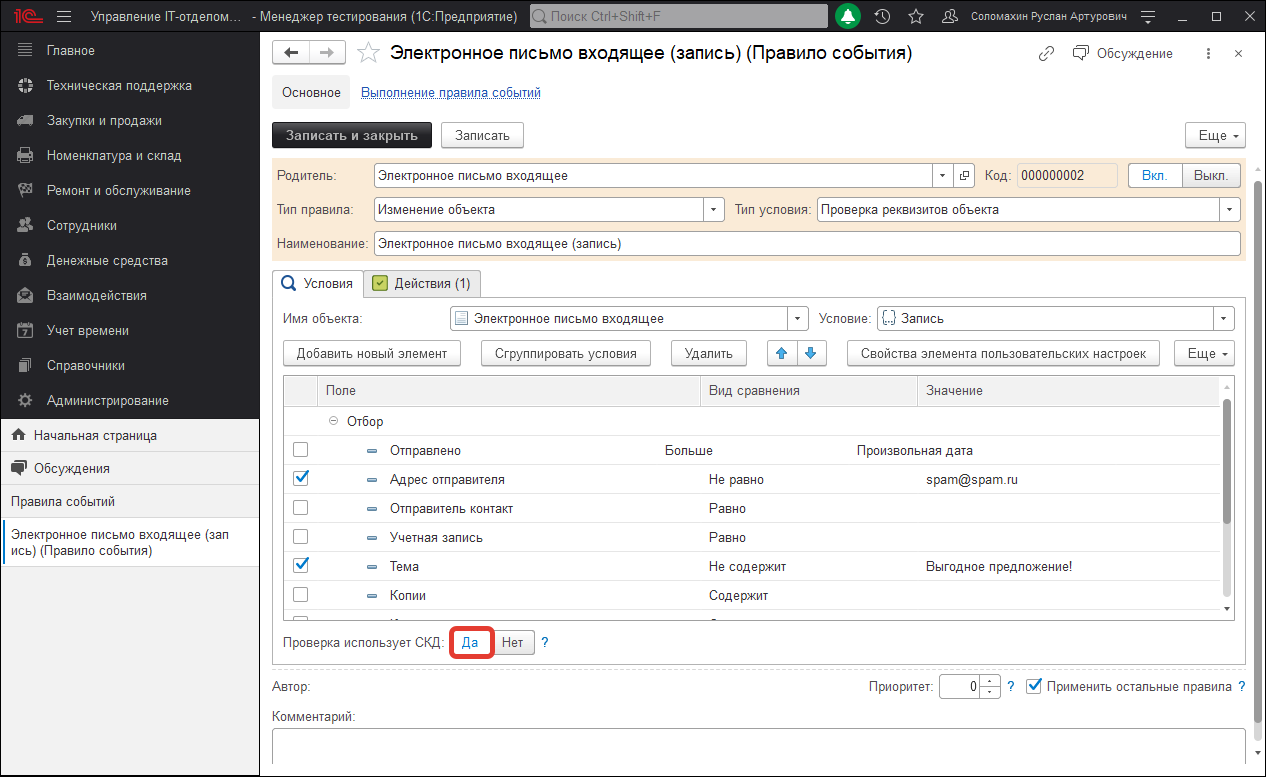 1С Управление IT-отделом... - Менеджер тестирования (1С:Предприятие) Поиск Ctrl+Shift+F Соломахин Руслан Артурович
Главное
Техническая поддержка
Закупки и продажи
Номенклатура и склад
Ремонт и обслуживание
Сотрудники
Денежные средства
Взаимодействия
Учет времени
Справочники
Администрирование
Начальная страница
Обсуждения
Правила событий
Электронное письмо входящее (зап
ись) (Правило события)
Электронное письмо входящее (запись) (Правило события) Обсуждение
Основное Выполнение правила событий
Записать и закрыть Записать Еще
Родитель: Электронное письмо входящее Код: 000000002 Вкл. Выкл.
Тип правила: Изменение объекта Тип условия: Проверка реквизитов объекта
Наименование: Электронное письмо входящее (запись)
Условия Действия (1)
Имя объекта: Электронное письмо входящее Условие: Запись
Добавить новый элемент Сгруппировать условия Удалить Свойства элемента пользовательских настроек Еще
Поле Вид сравнения Значение
Отбор
Отправлено Больше Произвольная дата
Адрес отправителя Не равно spam@spam.ru
Отправитель контакт Равно
Учетная запись Равно
Тема Не содержит Выгодное предложение!
Копии Содержит
Проверка использует СКД: Да Нет ?
Автор: Приоритет: 0 ? Применить остальные правила ?
Комментарий: